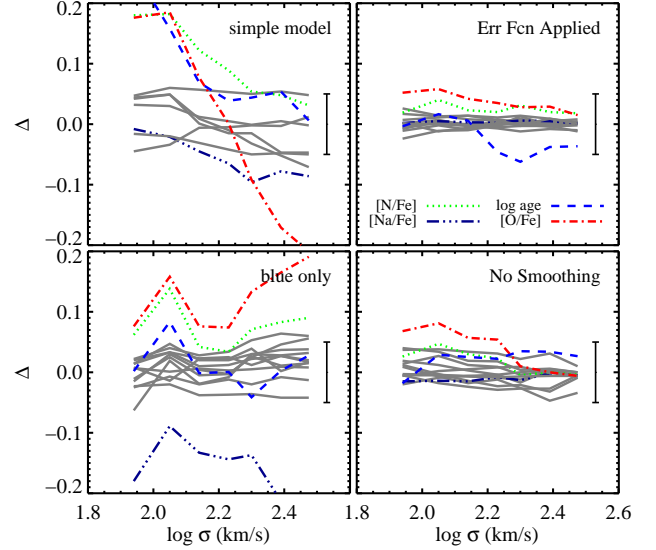 simple model
Err Fcn Applied
0.2
0.1
Δ
0.0
−0.1
−0.2
[N/Fe]
log age
[Na/Fe]
[O/Fe]
blue only
No Smoothing
0.2
0.1
Δ
0.0
−0.1
−0.2
1.8
2.0
2.2
2.4
1.8
2.0
2.2
2.4
2.6
log σ (km/s)
log σ (km/s)